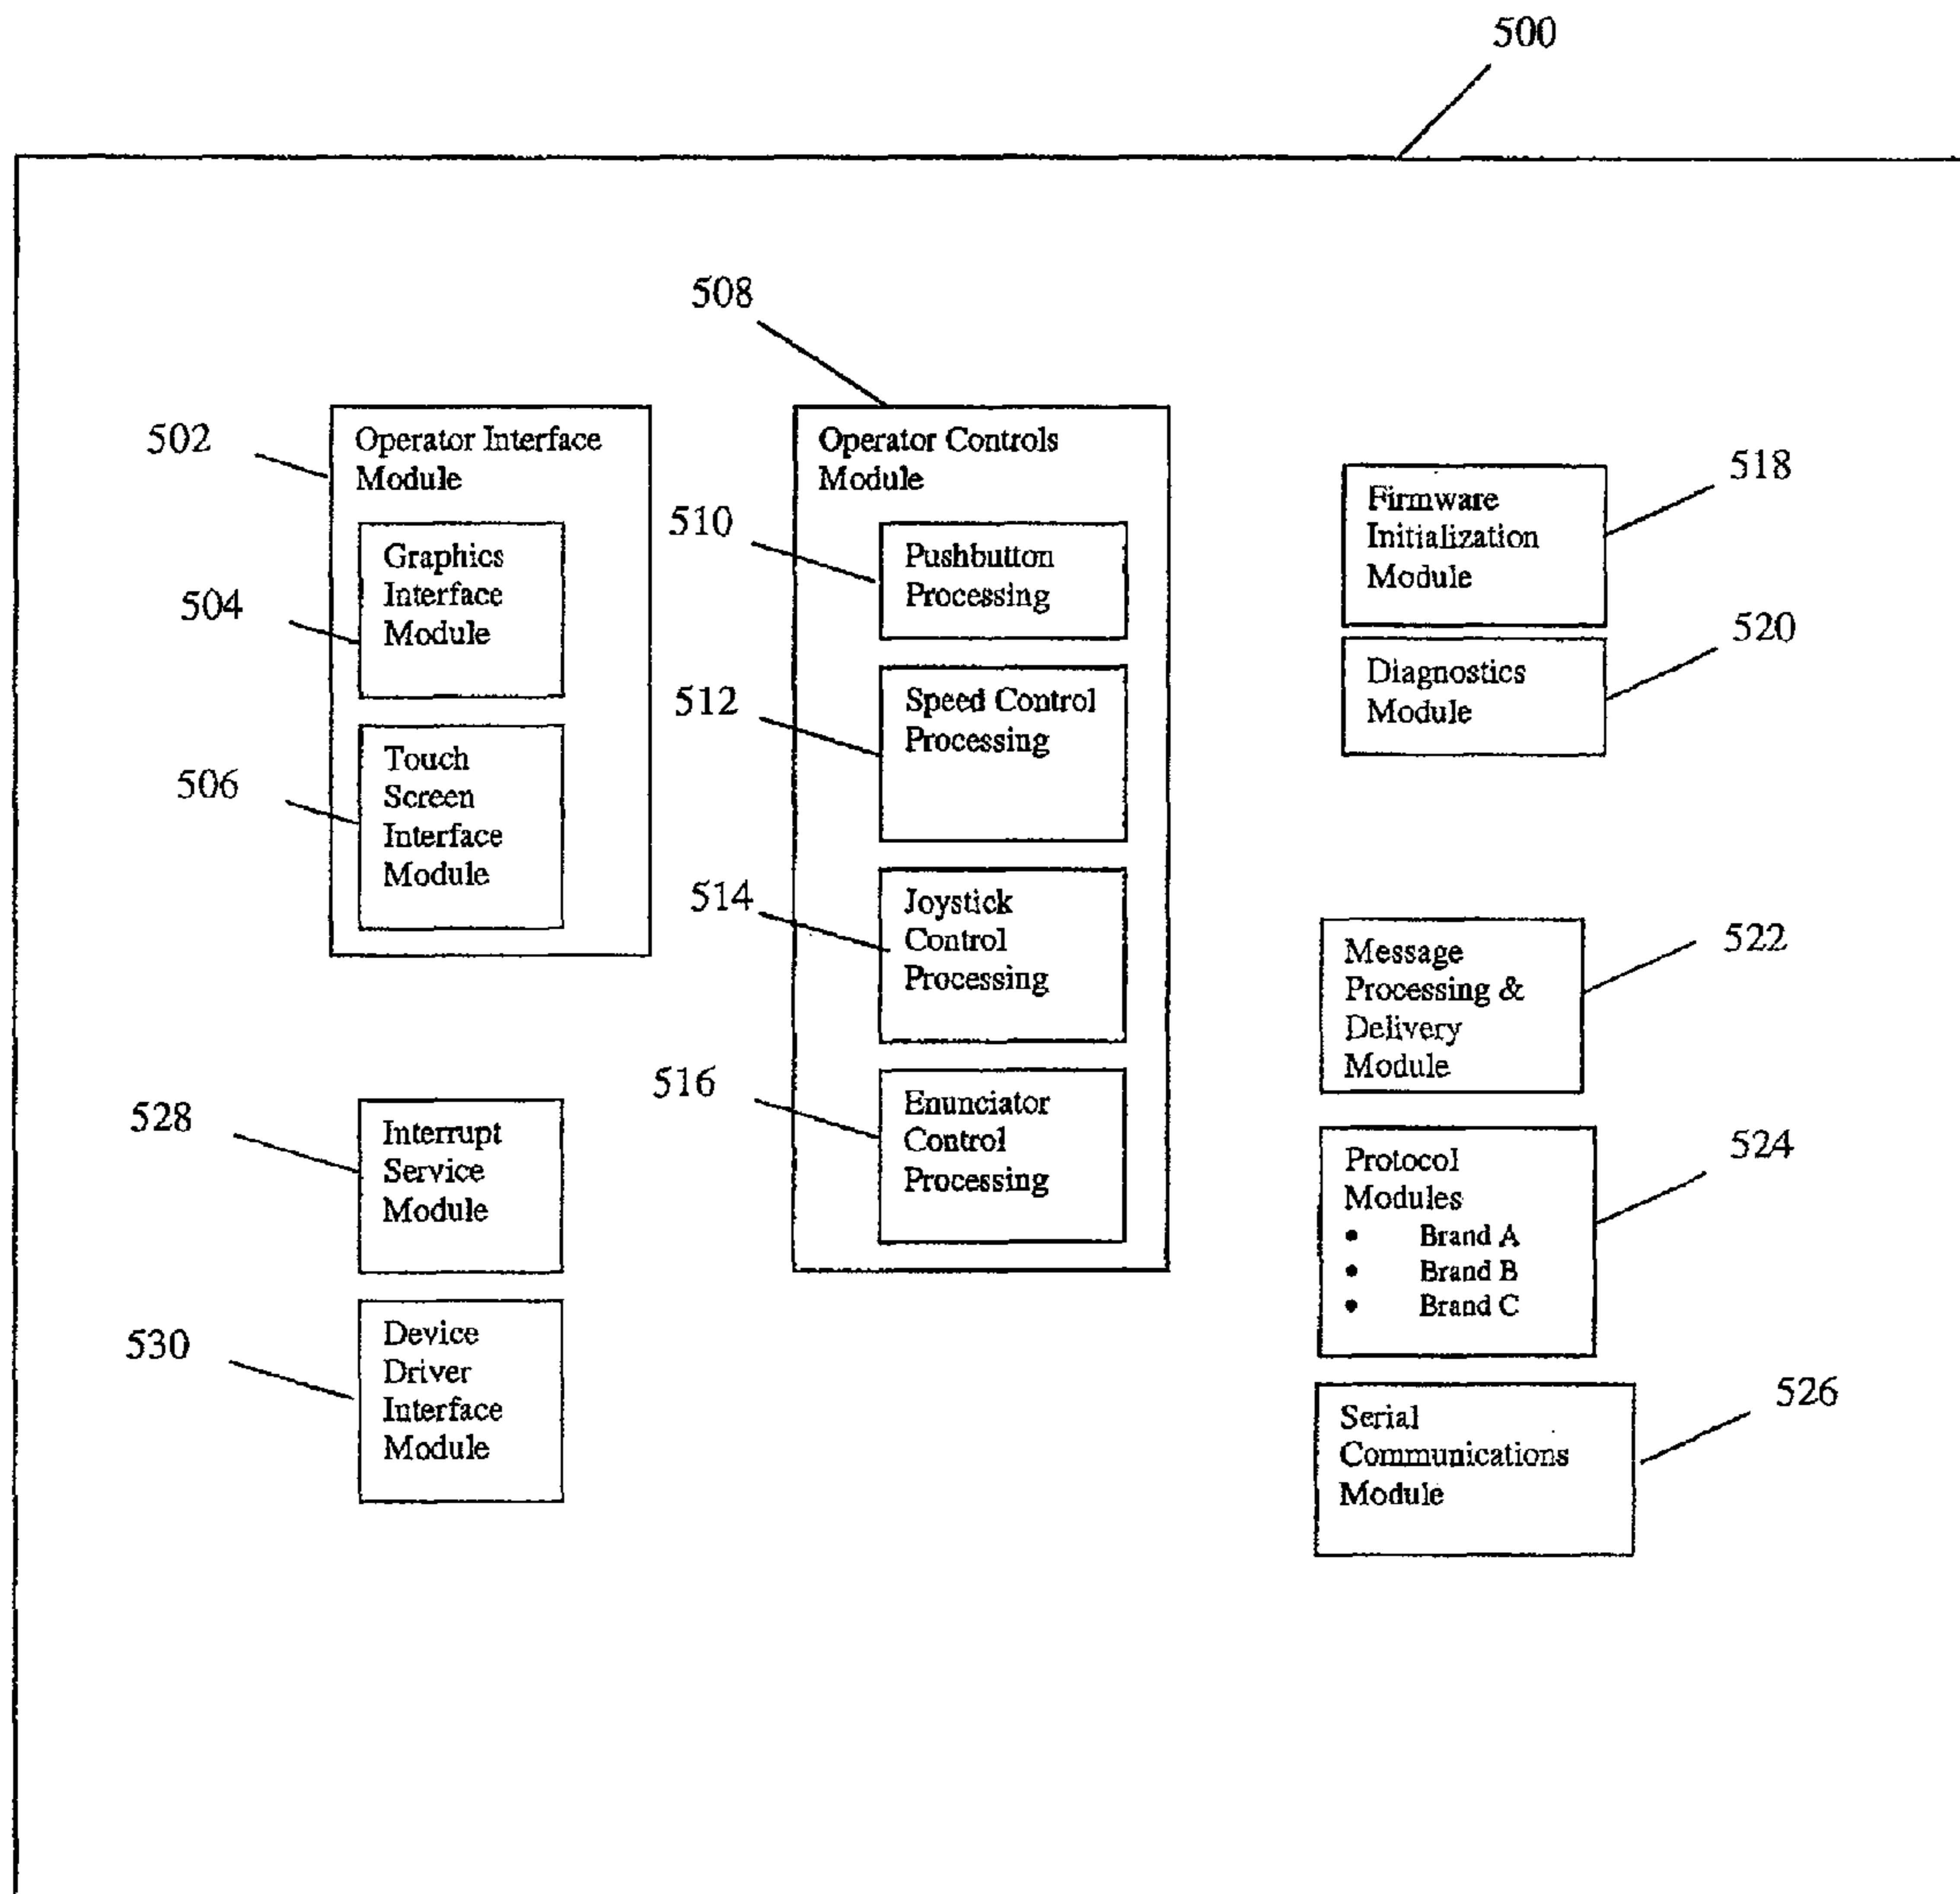 500
508
502
Operator Interface
Module
504
Graphics
Interface
Module
506
Touch
Screen
Interface
Module
Operator Controls
Module
510
Pushbutton
Processing
512
Speed Control
Processing
514
Joystick
Control
Processing
516
Enunciator
Control
Processing
518
Firmware
Initialization
Module
520
Diagnostics
Module
522
Message
Processing &
Delivery
Module
524
Protocol
Modules
• Brand A
• Brand B
• Brand C
526
Serial
Communications
Module
528
Interrupt
Service
Module
530
Device
Driver
Interface
Module